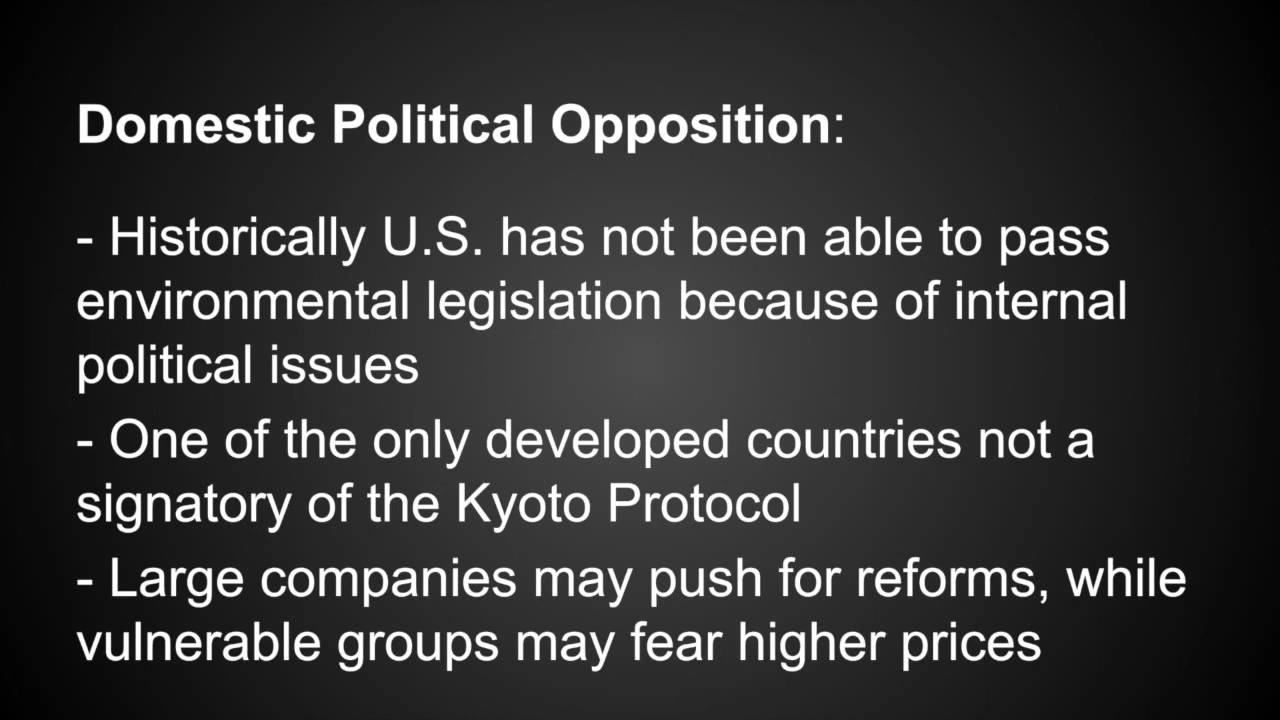 Domestic Political Opposition:
- Historically U.S. has not been able to pass
environmental legislation because of internal
political issues
- One of the only developed countries not a
signatory of the Kyoto Protocol
- Large companies may push for reforms, while
vulnerable groups may fear higher prices